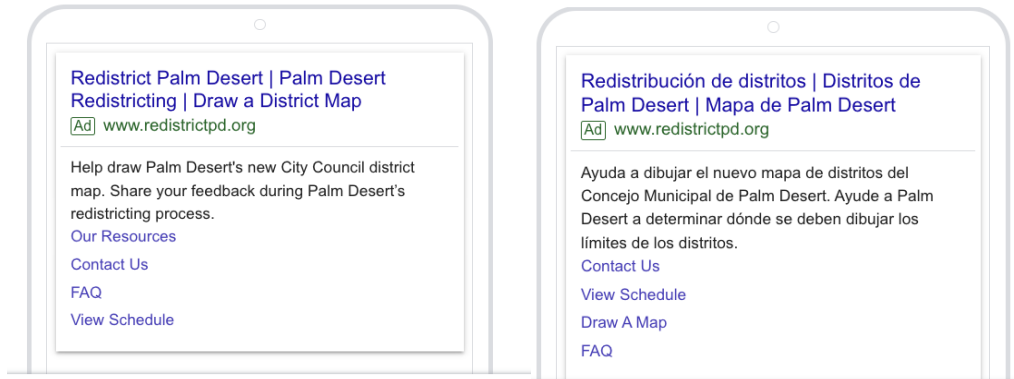 Redistrict Palm Desert | Palm Desert
Redistricting | Draw a District Map
Ad www.redistrictpd.org
Help draw Palm Desert's new City Council district
map. Share your feedback during Palm Desert’s
redistricting process.
Our Resources
Contact Us
FAQ
View Schedule
Redistribución de distritos | Distritos de
Palm Desert | Mapa de Palm Desert
Ad www.redistrictpd.org
Ayuda a dibujar el nuevo mapa de distritos del
Concejo Municipal de Palm Desert. Ayude a Palm
Desert a determinar dónde se deben dibujar los
límites de los distritos.
Contact Us
View Schedule
Draw A Map
FAQ